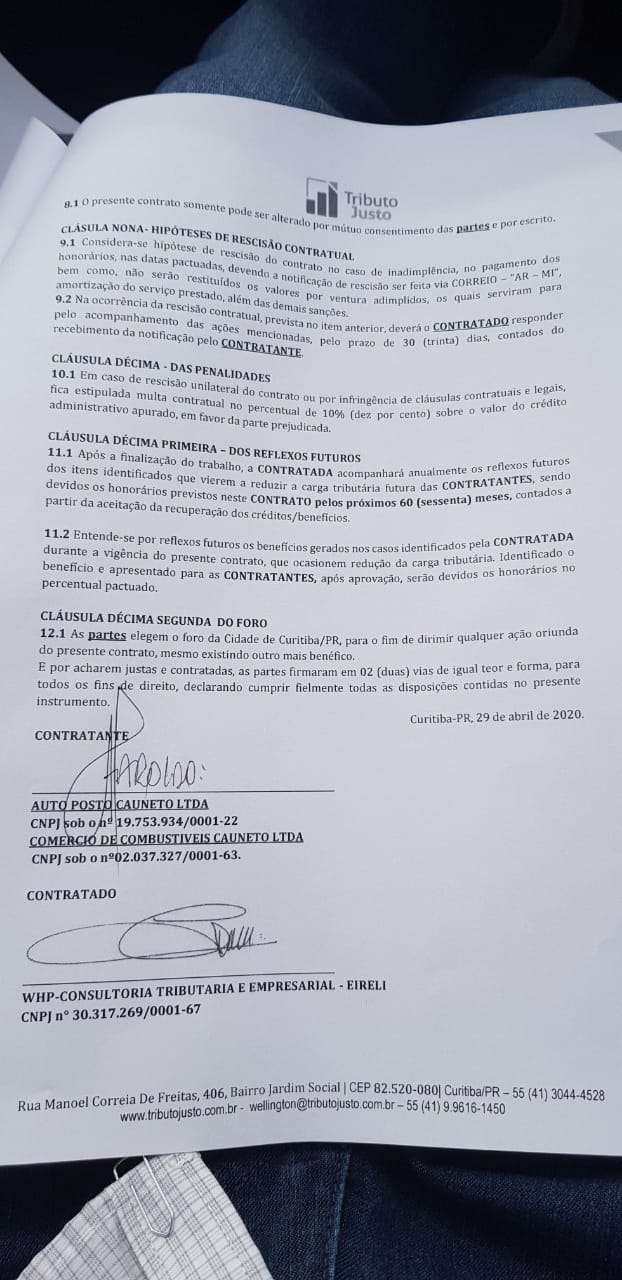 Tributo
Justo
8.1 O presente contrato somente pode ser alterado por mútuo consentimento das partes e por escrito.
CLÁSULA NONA- HIPÓTESES DE RESCISÃO CONTRATUAL
9.1 Considera-se hipótese de rescisão do contrato no caso de inadimplência, no pagamento dos
honorários, nas datas pactuadas, devendo a notificação de rescisão ser feita via CORREIO – "AR – MI",
bem como, não serão restituídos os valores por ventura adimplidos, os quais serviram para
amortização do serviço prestado, além das demais sanções.
9.2 Na ocorrência da rescisão contratual, prevista no item anterior, deverá o CONTRATADO responder
pelo acompanhamento das ações mencionadas, pelo prazo de 30 (trinta) dias, contados do
recebimento da notificação pelo CONTRATANTE.
CLÁUSULA DÉCIMA - DAS PENALIDADES
10.1 Em caso de rescisão unilateral do contrato ou por infringência de cláusulas contratuais e legais,
fica estipulada multa contratual no percentual de 10% (dez por cento) sobre o valor do crédito
administrativo apurado, em favor da parte prejudicada.
CLÁUSULA DÉCIMA PRIMEIRA – DOS REFLEXOS FUTUROS
11.1 Após a finalização do trabalho, a CONTRATADA acompanhará anualmente os reflexos futuros
dos itens identificados que vierem a reduzir a carga tributária futura das CONTRATANTES, sendo
devidos os honorários previstos neste CONTRATO pelos próximos 60 (sessenta) meses, contados a
partir da aceitação da recuperação dos créditos/benefícios.
11.2 Entende-se por reflexos futuros os benefícios gerados nos casos identificados pela CONTRATADA
durante a vigência do presente contrato, que ocasionem redução da carga tributária. Identificado o
benefício e apresentado para as CONTRATANTES, após aprovação, serão devidos os honorários no
percentual pactuado.
CLÁUSULA DÉCIMA SEGUNDA DO FORO
12.1 As partes elegem o foro da Cidade de Curitiba/PR, para o fim de dirimir qualquer ação oriunda
do presente contrato, mesmo existindo outro mais benéfico.
E por acharem justas e contratadas, as partes firmaram em 02 (duas) vias de igual teor e forma, para
todos os fins de direito, declarando cumprir fielmente todas as disposições contidas no presente
instrumento.
Curitiba-PR, 29 de abril de 2020.
CONTRATANTE
HAROLDO
AUTO POSTO CAUNETO LTDA
CNPJ sob o nº 19.753.934/0001-22
COMERCIO DE COMBUSTIVEIS CAUNETO LTDA
CNPJ sob o nº02.037.327/0001-63.
CONTRATADO
WHP-CONSULTORIA TRIBUTARIA E EMPRESARIAL - EIRELI
CNPJ n° 30.317.269/0001-67
Rua Manoel Correia De Freitas, 406, Bairro Jardim Social | CEP 82.520-080| Curitiba/PR – 55 (41) 3044-4528
www.tributojusto.com.br - wellington@tributojusto.com.br – 55 (41) 9.9616-1450